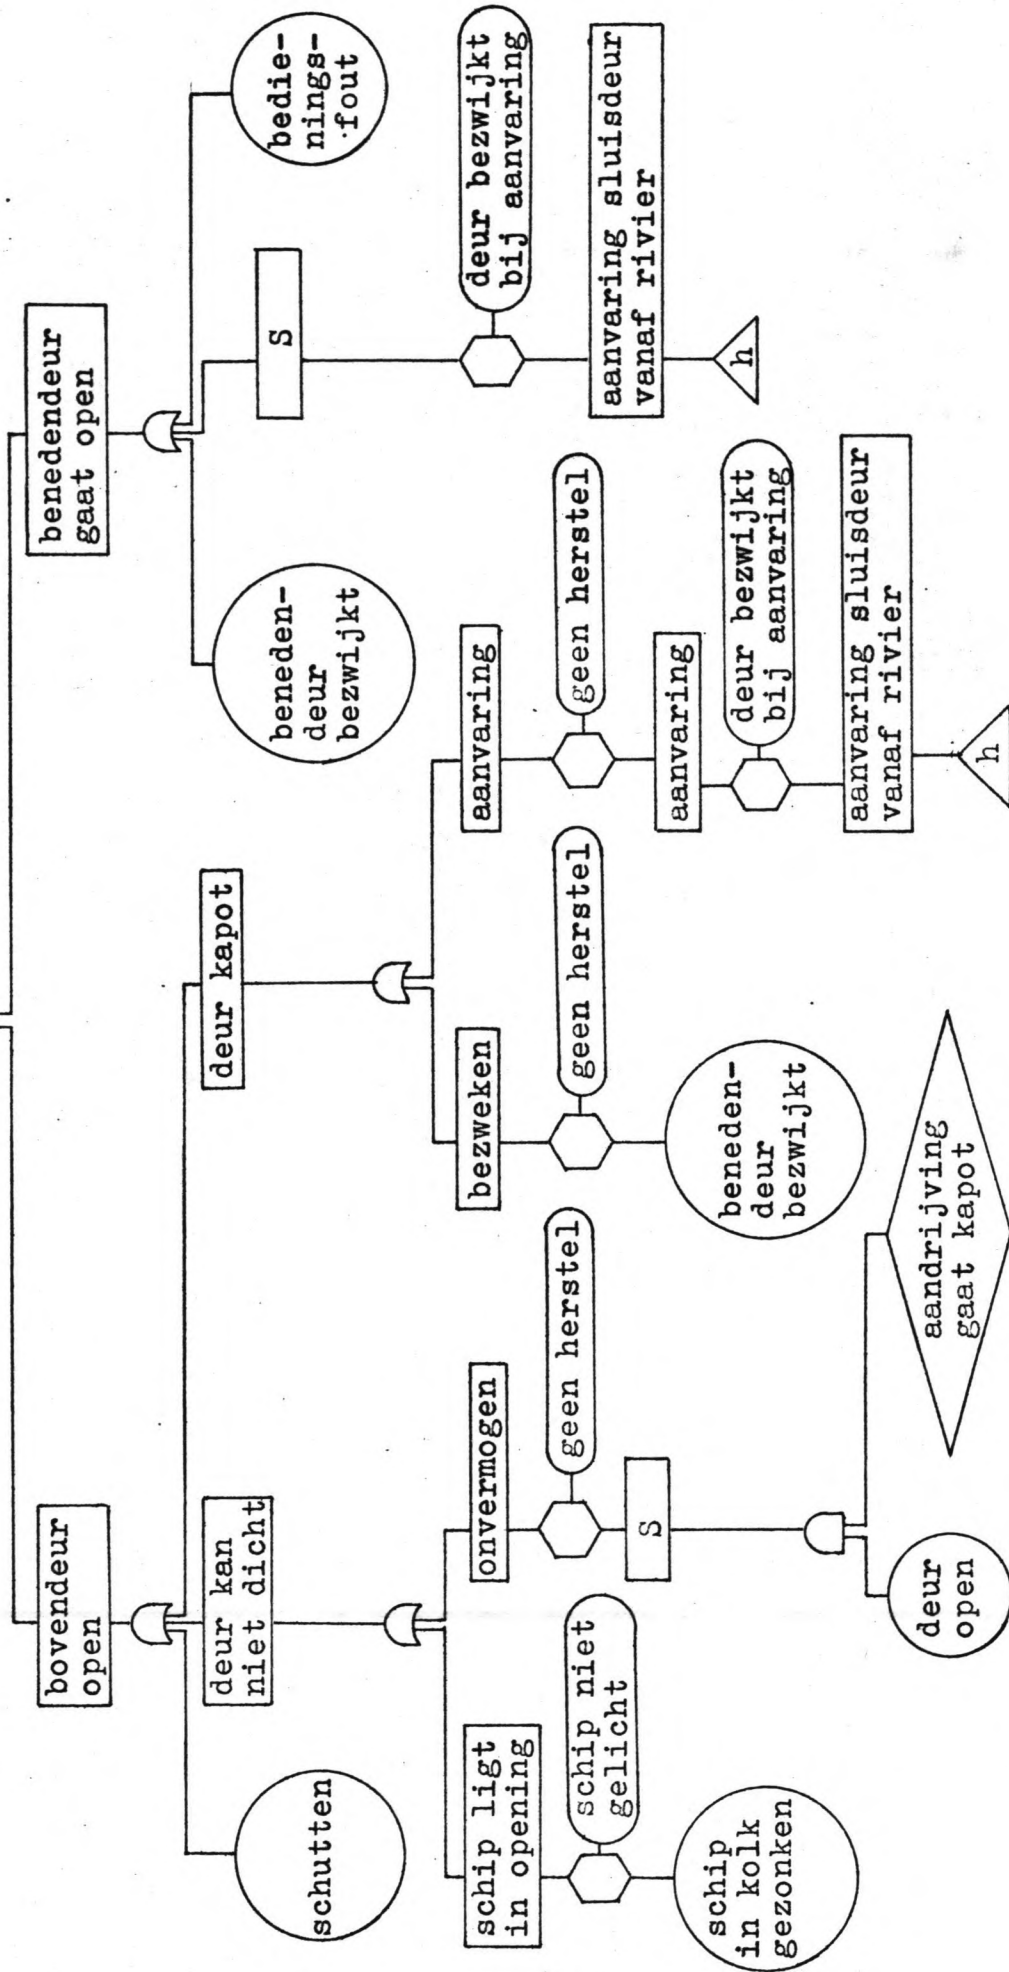 bovendeur
open
benedendeur
gaat open
schutten
deur kan
niet dicht
deur kapot
beneden-
deur
bezwijkt
S
bedie-
nings-
fout
schip ligt
in opening
onvermogen
bezweken
aanvaring
deur bezwijkt
bij aanvaring
schip niet
gelicht
geen herstel
geen herstel
geen herstel
aanvaring sluisdeur
vanaf rivier
schip
in kolk
gezonken
S
beneden-
deur
bezwijkt
aanvaring
deur bezwijkt
bij aanvaring
h
aanvaring sluisdeur
vanaf rivier
deur
open
aandrijving
gaat kapot
h